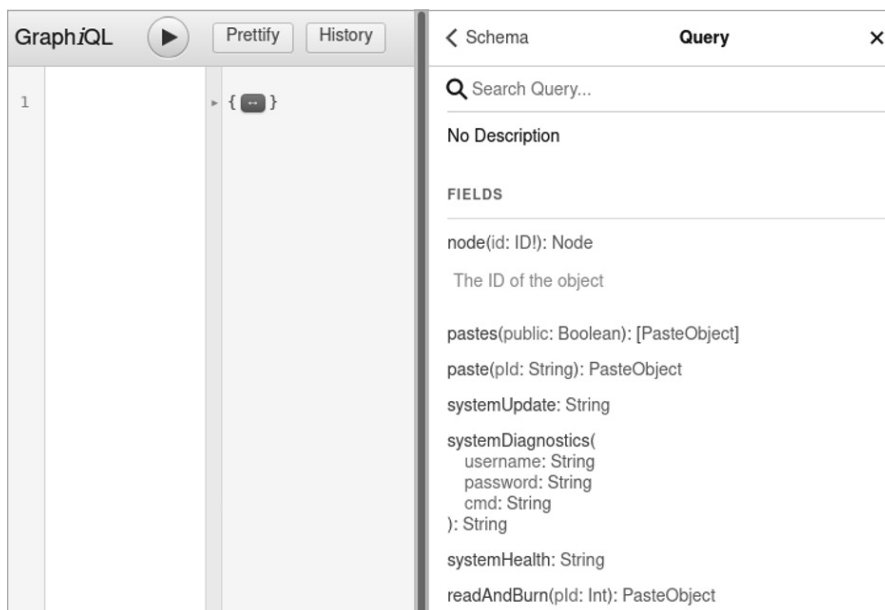 GraphiQL
Prettify
History
1
{ ↔ }
Schema
Query
Search Query...
No Description
FIELDS
node(id: ID!): Node
The ID of the object
pastes(public: Boolean): [PasteObject]
paste(pId: String): PasteObject
systemUpdate: String
systemDiagnostics(
username: String
password: String
cmd: String
): String
systemHealth: String
readAndBurn(pId: Int): PasteObject